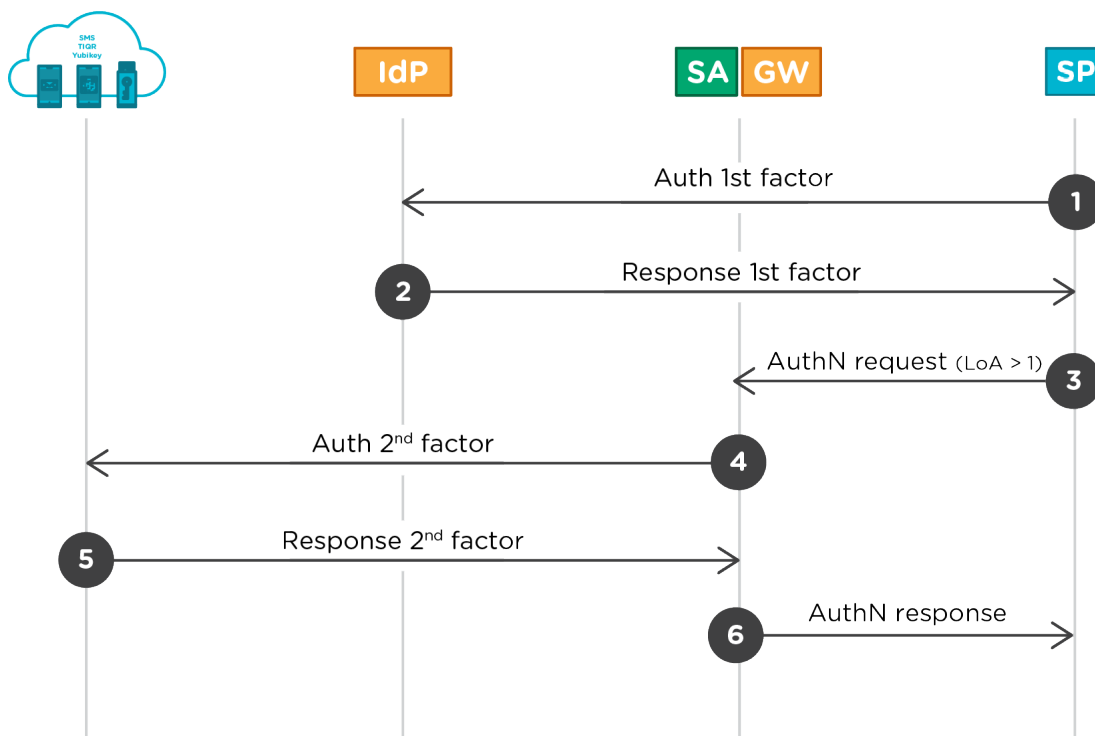 SMS
TIQR
Yubikey
IdP
SA GW
SP
Auth 1st factor
1
2
Response 1st factor
AuthN request (LoA > 1)
3
Auth 2nd factor
4
5
Response 2nd factor
6
AuthN response